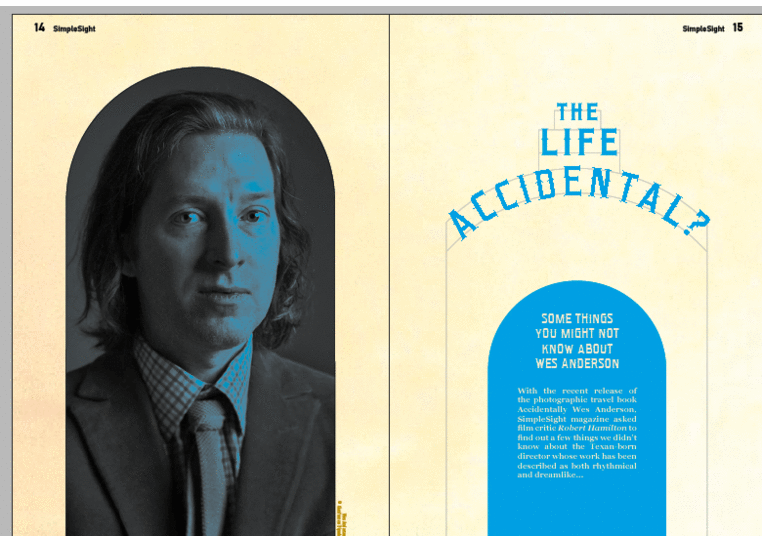 14 SimpleSight
SimpleSight 15
THE
LIFE
ACCIDENTAL?
SOME THINGS
YOU MIGHT NOT
KNOW ABOUT
WES ANDERSON
With the recent release of
the photographic travel book
Accidentally Wes Anderson,
SimpleSight magazine asked
film critic Robert Hamilton to
find out a few things we didn't
know about the Texan-born
director whose work has been
described as both rhythmical
and dreamlike...